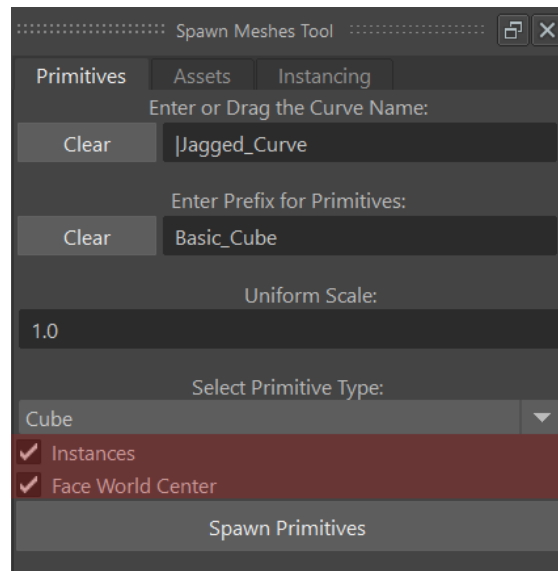 Spawn Meshes Tool
Primitives Assets Instancing
Enter or Drag the Curve Name:
Clear |Jagged_Curve
Enter Prefix for Primitives:
Clear Basic_Cube
Uniform Scale:
1.0
Select Primitive Type:
Cube
Instances
Face World Center
Spawn Primitives